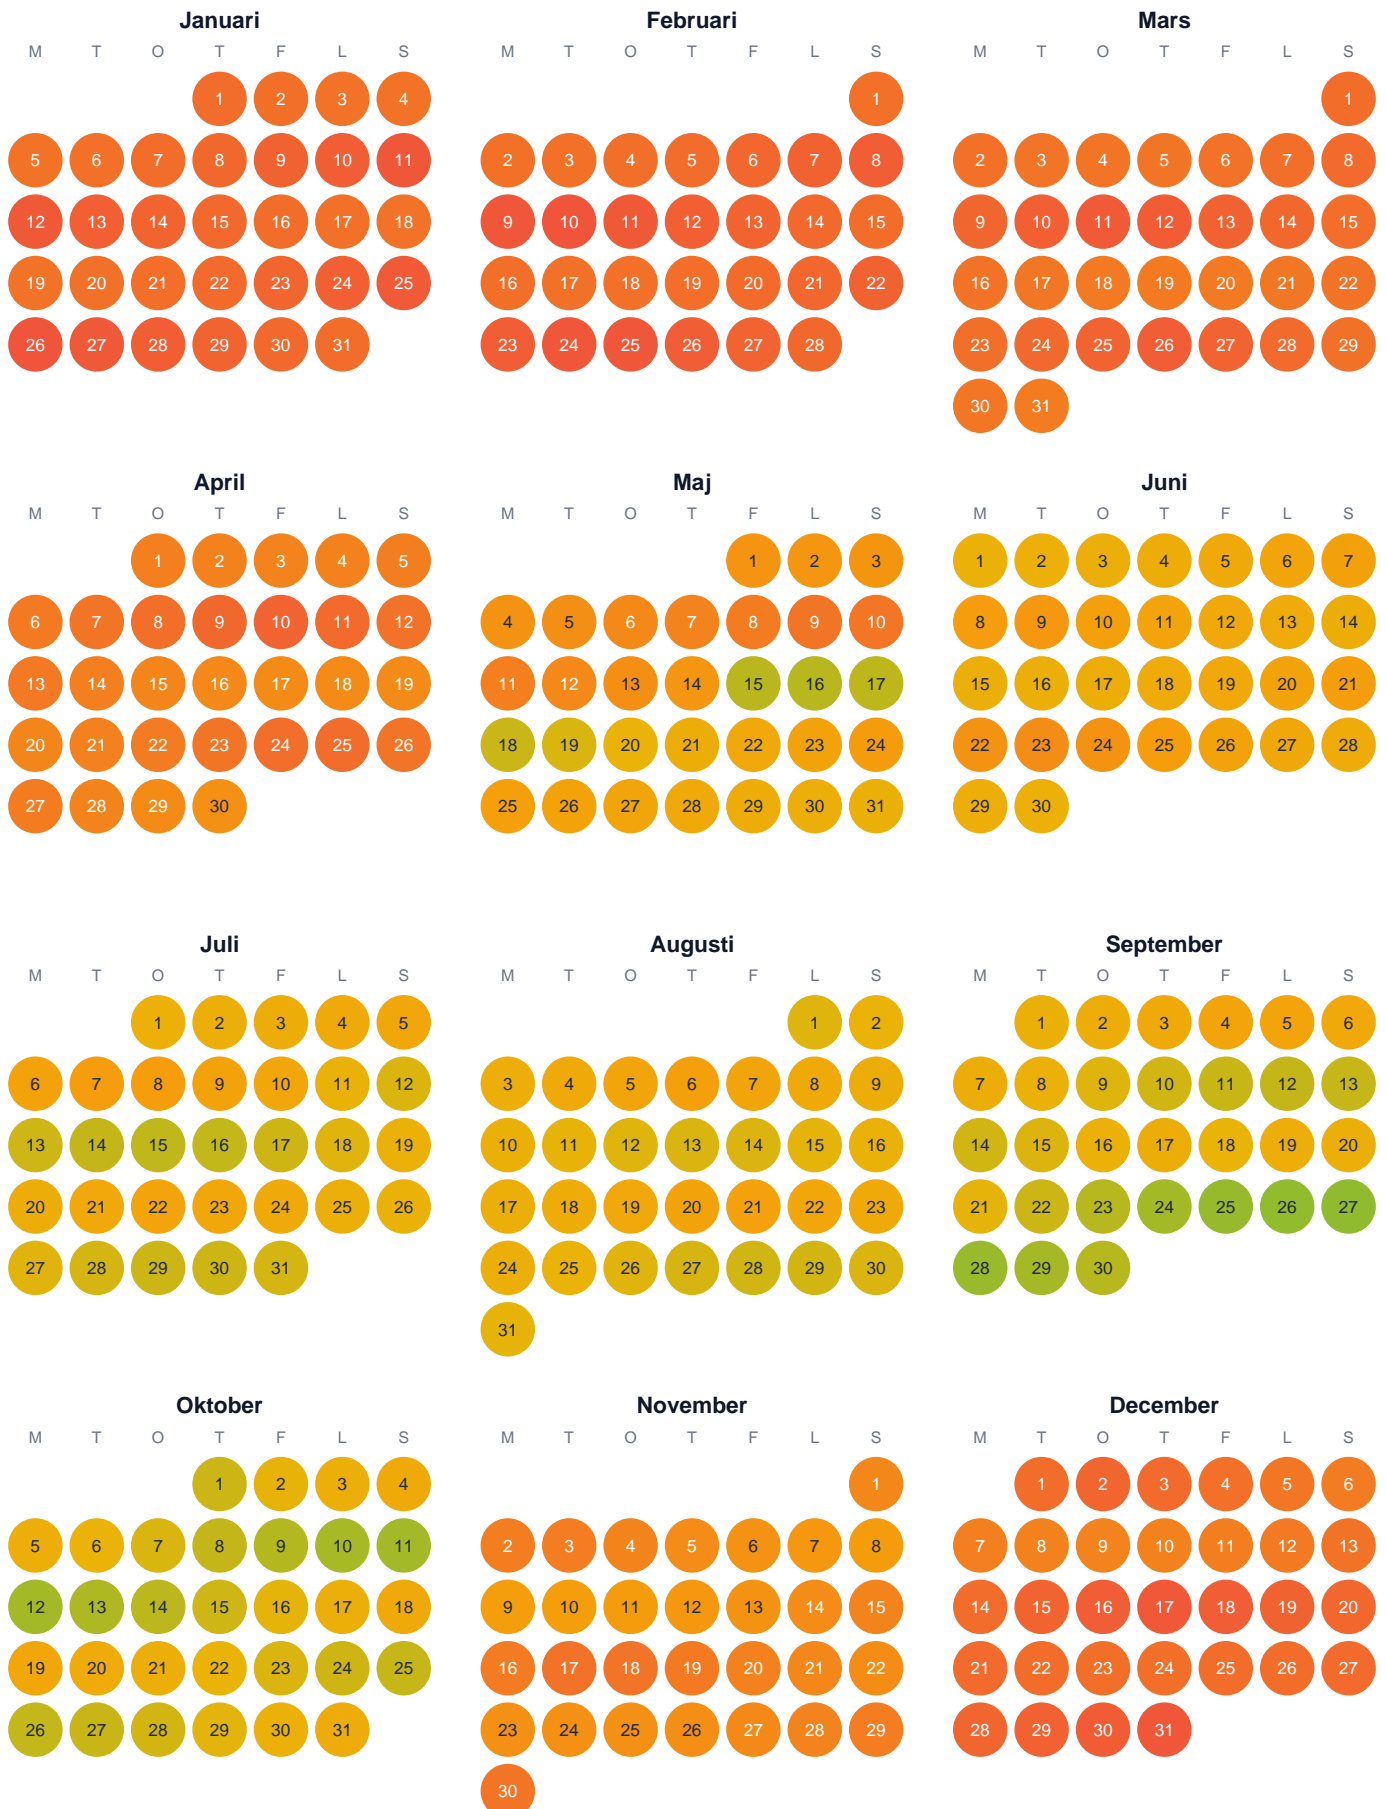 Januari Februari Mars
M T O T F L S M T O T F L S M T O T F L S
1 2 3 4 1 1
5 6 7 8 9 10 11 2 3 4 5 6 7 8 2 3 4 5 6 7 8
12 13 14 15 16 17 18 9 10 11 12 13 14 15 9 10 11 12 13 14 15
19 20 21 22 23 24 25 16 17 18 19 20 21 22 16 17 18 19 20 21 22
26 27 28 29 30 31 23 24 25 26 27 28 23 24 25 26 27 28 29
30 31
April Maj Juni
M T O T F L S M T O T F L S M T O T F L S
1 2 3 4 5 1 2 3 1 2 3 4 5 6 7
6 7 8 9 10 11 12 4 5 6 7 8 9 10 8 9 10 11 12 13 14
13 14 15 16 17 18 19 11 12 13 14 15 16 17 15 16 17 18 19 20 21
20 21 22 23 24 25 26 18 19 20 21 22 23 24 22 23 24 25 26 27 28
27 28 29 30 25 26 27 28 29 30 31 29 30
Juli Augusti September
M T O T F L S M T O T F L S M T O T F L S
1 2 3 4 5 1 2 1 2 3 4 5 6
6 7 8 9 10 11 12 3 4 5 6 7 8 9 7 8 9 10 11 12 13
13 14 15 16 17 18 19 10 11 12 13 14 15 16 14 15 16 17 18 19 20
20 21 22 23 24 25 26 17 18 19 20 21 22 23 21 22 23 24 25 26 27
27 28 29 30 31 24 25 26 27 28 29 30 28 29 30
31
Oktober November December
M T O T F L S M T O T F L S M T O T F L S
1 2 3 4 1 1 2 3 4 5 6
5 6 7 8 9 10 11 2 3 4 5 6 7 8 7 8 9 10 11 12 13
12 13 14 15 16 17 18 9 10 11 12 13 14 15 14 15 16 17 18 19 20
19 20 21 22 23 24 25 16 17 18 19 20 21 22 21 22 23 24 25 26 27
26 27 28 29 30 31 23 24 25 26 27 28 29 28 29 30 31
30